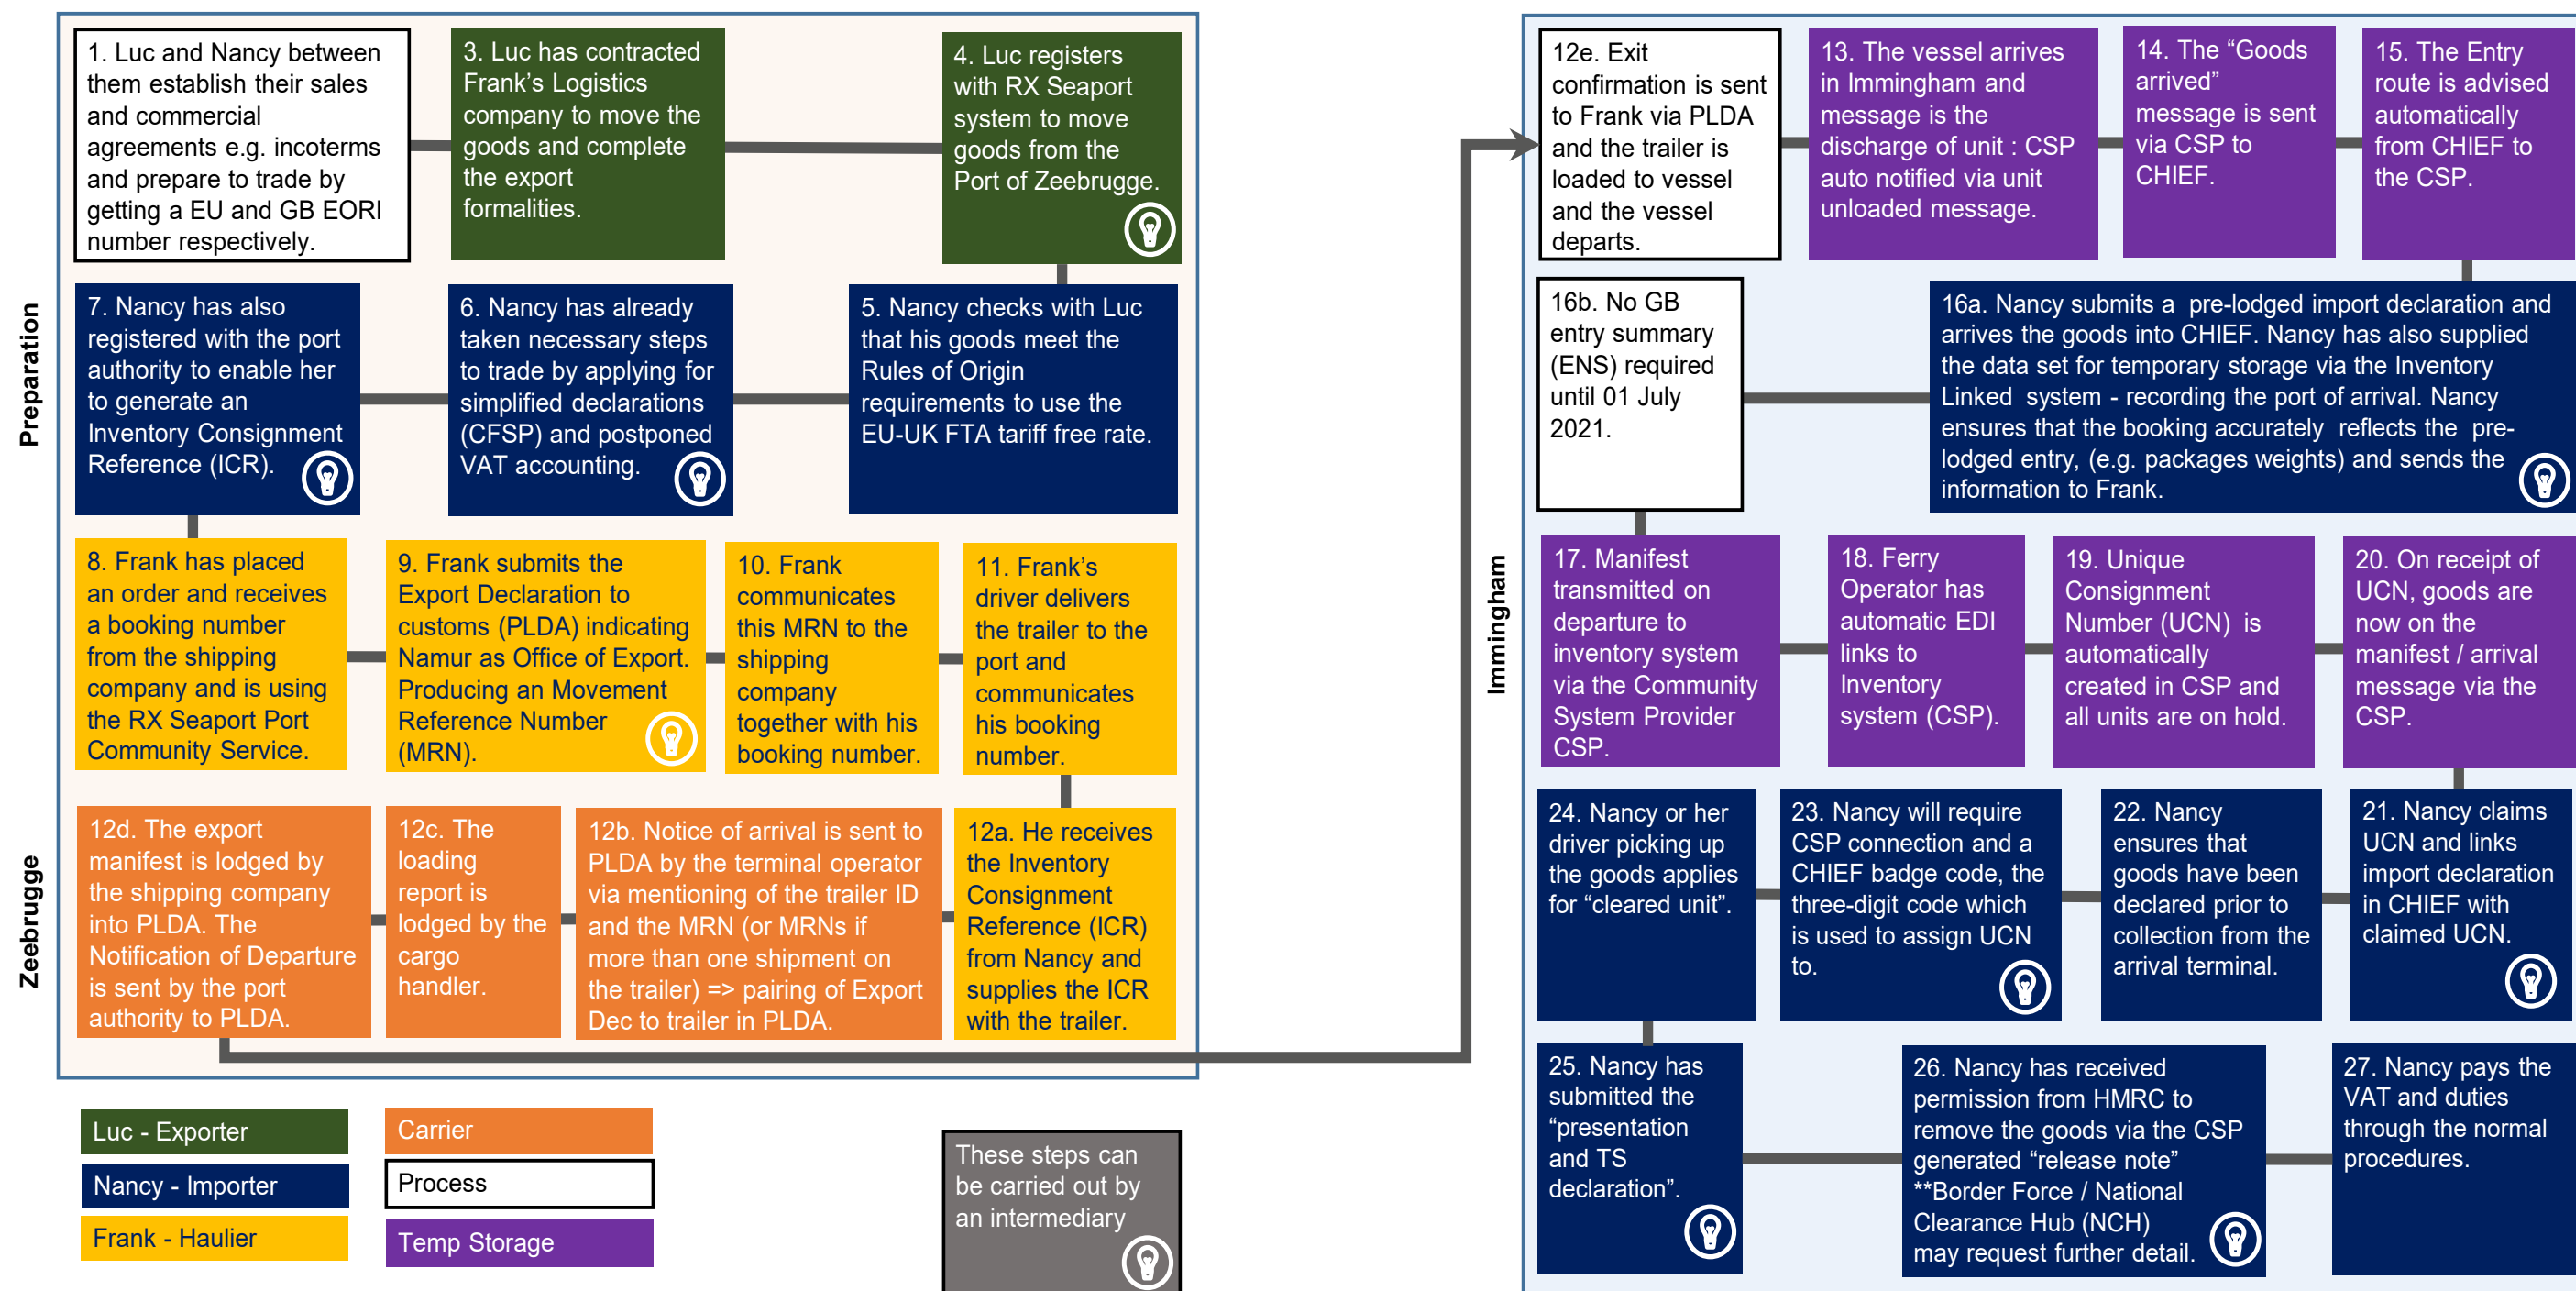 Preparation
Zeebrugge
1. Luc and Nancy between
them establish their sales
and commercial
agreements e.g. incoterms
and prepare to trade by
getting a EU and GB EORI
number respectively.
3. Luc has contracted
Frank's Logistics
company to move the
goods and complete
the export
formalities.
4. Luc registers
with RX Seaport
system to move
goods from the
Port of Zeebrugge.
7. Nancy has also
registered with the port
authority to enable her
to generate an
Inventory Consignment
Reference (ICR).
6. Nancy has already
taken necessary steps
to trade by applying for
simplified declarations
(CFSP) and postponed
VAT accounting.
5. Nancy checks with Luc
that his goods meet the
Rules of Origin
requirements to use the
EU-UK FTA tariff free rate.
8. Frank has placed
an order and receives
a booking number
from the shipping
company and is using
the RX Seaport Port
Community Service.
9. Frank submits the
Export Declaration to
customs (PLDA) indicating
Namur as Office of Export.
Producing an Movement
Reference Number
(MRN).
10. Frank
communicates
this MRN to the
shipping
company
together with his
booking number.
11. Frank's
driver delivers
the trailer to the
port and
communicates
his booking
number.
12d. The export
manifest is lodged by
the shipping company
into PLDA. The
Notification of Departure
is sent by the port
authority to PLDA.
12c. The
loading
report is
lodged by the
cargo
handler.
12b. Notice of arrival is sent to
PLDA by the terminal operator
via mentioning of the trailer ID
and the MRN (or MRNs if
more than one shipment on
the trailer) => pairing of Export
Dec to trailer in PLDA.
12a. He receives
the Inventory
Consignment
Reference (ICR)
from Nancy and
supplies the ICR
with the trailer.
Luc - Exporter
Nancy - Importer
Frank - Haulier
Carrier
Process
Temp Storage
These steps can
be carried out by
an intermediary
Immingham
12e. Exit
confirmation is sent
to Frank via PLDA
and the trailer is
loaded to vessel
and the vessel
departs.
13. The vessel arrives
in Immingham and
message is the
discharge of unit : CSP
auto notified via unit
unloaded message.
14. The “Goods
arrived”
message is sent
via CSP to
CHIEF.
15. The Entry
route is advised
automatically
from CHIEF to
the CSP.
16b. No GB
entry summary
(ENS) required
until 01 July
2021.
16a. Nancy submits a pre-lodged import declaration and
arrives the goods into CHIEF. Nancy has also supplied
the data set for temporary storage via the Inventory
Linked system - recording the port of arrival. Nancy
ensures that the booking accurately reflects the pre-
lodged entry, (e.g. packages weights) and sends the
information to Frank.
17. Manifest
transmitted on
departure to
inventory system
via the Community
System Provider
CSP.
18. Ferry
Operator has
automatic EDI
links to
Inventory
system (CSP).
19. Unique
Consignment
Number (UCN) is
automatically
created in CSP and
all units are on hold.
20. On receipt of
UCN, goods are
now on the
manifest / arrival
message via the
CSP.
24. Nancy or her
driver picking up
the goods applies
for “cleared unit”.
23. Nancy will require
CSP connection and a
CHIEF badge code, the
three-digit code which
is used to assign UCN
to.
22. Nancy
ensures that
goods have been
declared prior to
collection from the
arrival terminal.
21. Nancy claims
UCN and links
import declaration
in CHIEF with
claimed UCN.
25. Nancy has
submitted the
“presentation
and TS
declaration”.
26. Nancy has received
permission from HMRC to
remove the goods via the CSP
generated “release note”
**Border Force / National
Clearance Hub (NCH)
may request further detail.
27. Nancy pays the
VAT and duties
through the normal
procedures.